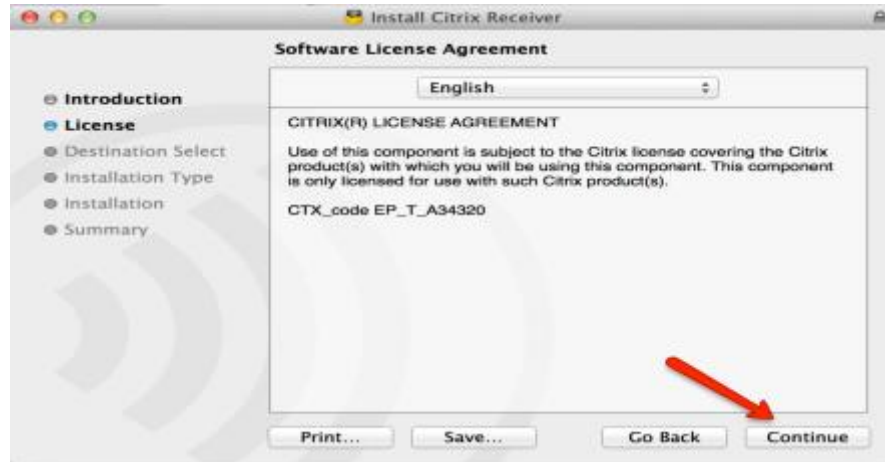 Install Citrix Receiver
Software License Agreement
Introduction
License
Destination Select
Installation Type
Installation
Summary
English
CITRIX(R) LICENSE AGREEMENT
Use of this component is subject to the Citrix license covering the Citrix
product(s) with which you will be using this component. This component
is only licensed for use with such Citrix product(s).
CTX_code EP_T_A34320
Print...
Save...
Go Back
Continue